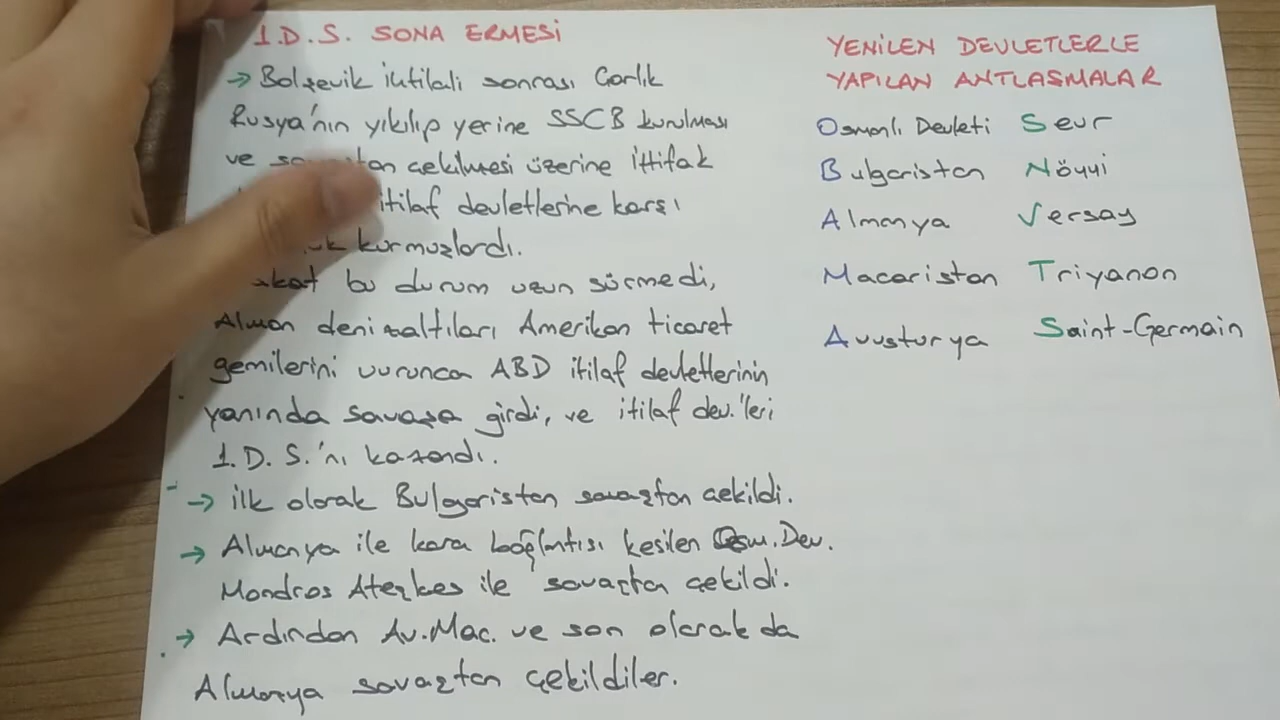 1.D.S. SONA ERMESİ
→ Bolşevik ihtilali sonrası Çarlık
Rusya'nın yıkılıp yerine SSCB kurulması
ve çekilmesi üzerine İttifak
itilaf devletlerine karşı
kurmuşlardı.
bu durum uzun sürmedi,
Alman denizaltıları Amerikan ticaret
gemilerini vurunca ABD itilaf devletlerinin
yanında savaşa girdi, ve itilaf dev.'leri
1.D.S.'nı kazandı.
→ ilk olarak Bulgaristan savaştan çekildi.
→ Almanya ile kara bağlantısı kesilen Osm. Dev.
Mondros Ateşkes ile savaştan çekildi.
→ Ardından Av.Mac. ve son olarak da
Almanya savaştan çekildiler.
YENİLEN DEVLETLERLE
YAPILAN ANTLAŞMALAR
Osmanlı Devleti Sevr
Bulgaristan Nöyyi
Almanya Versay
Macaristan Triyanon
Avusturya Saint-Germain